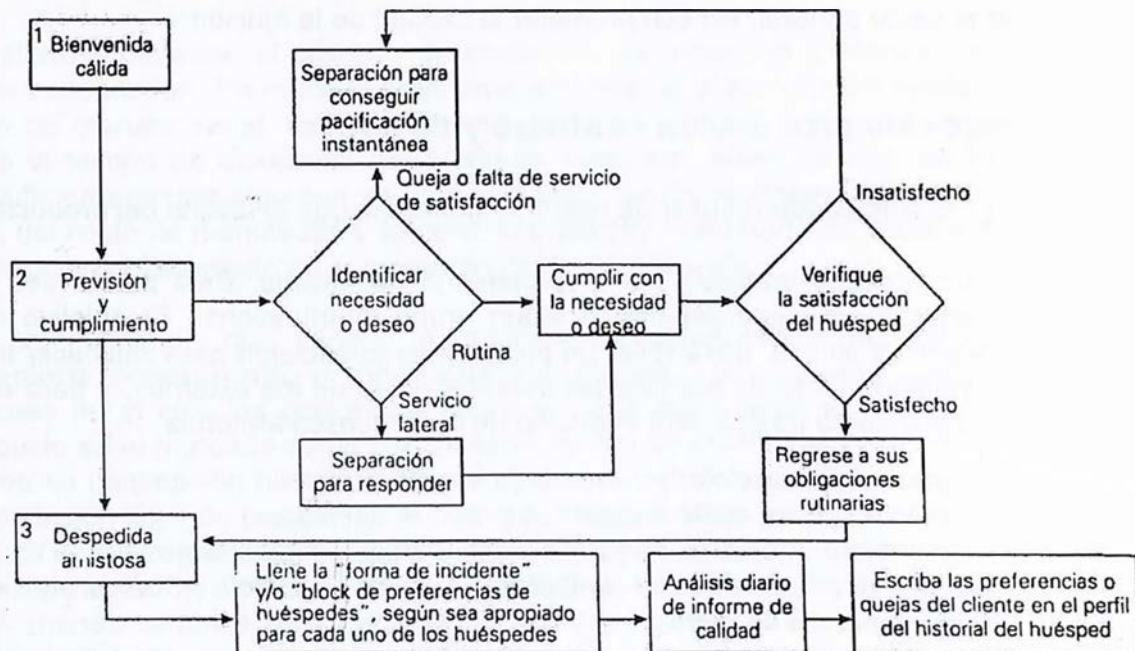 1 Bienvenida
cálida
Separación para
conseguir
pacificación
instantánea
Queja o falta de servicio
de satisfacción
Insatisfecho
2 Previsión
y
cumplimiento
Identificar
necesidad
o deseo
Rutina
Cumplir con
la necesidad
o deseo
Verifique
la satisfacción
del huésped
Servicio
lateral
Satisfecho
Separación
para responder
Regrese a sus
obligaciones
rutinarias
3 Despedida
amistosa
Llene la "forma de incidente"
y/o "block de preferencias de
huéspedes", según sea apropiado
para cada uno de los huéspedes
Análisis diario
de informe de
calidad
Escriba las preferencias o
quejas del cliente en el perfil
del historial del huésped